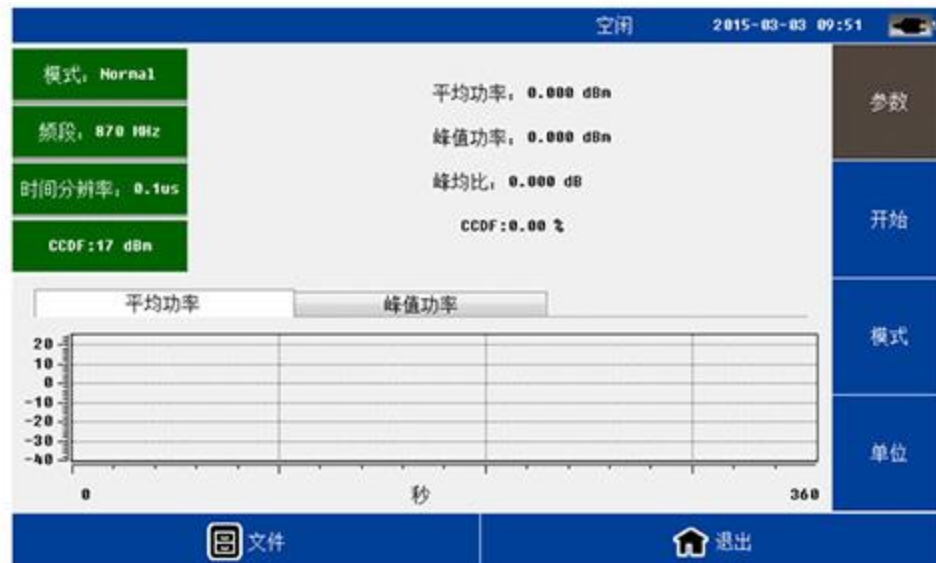 空闲 2015-03-03 09:51
模式: Normal
频段: 870 MHz
时间分辨率: 0.1us
CCDF:17 dBm
平均功率: 0.000 dBm
峰值功率: 0.000 dBm
峰均比: 0.000 dB
CCDF:0.00 %
参数
开始
模式
单位
平均功率 峰值功率
20
10
0
-10
-20
-30
-40
0 秒 360
文件 退出